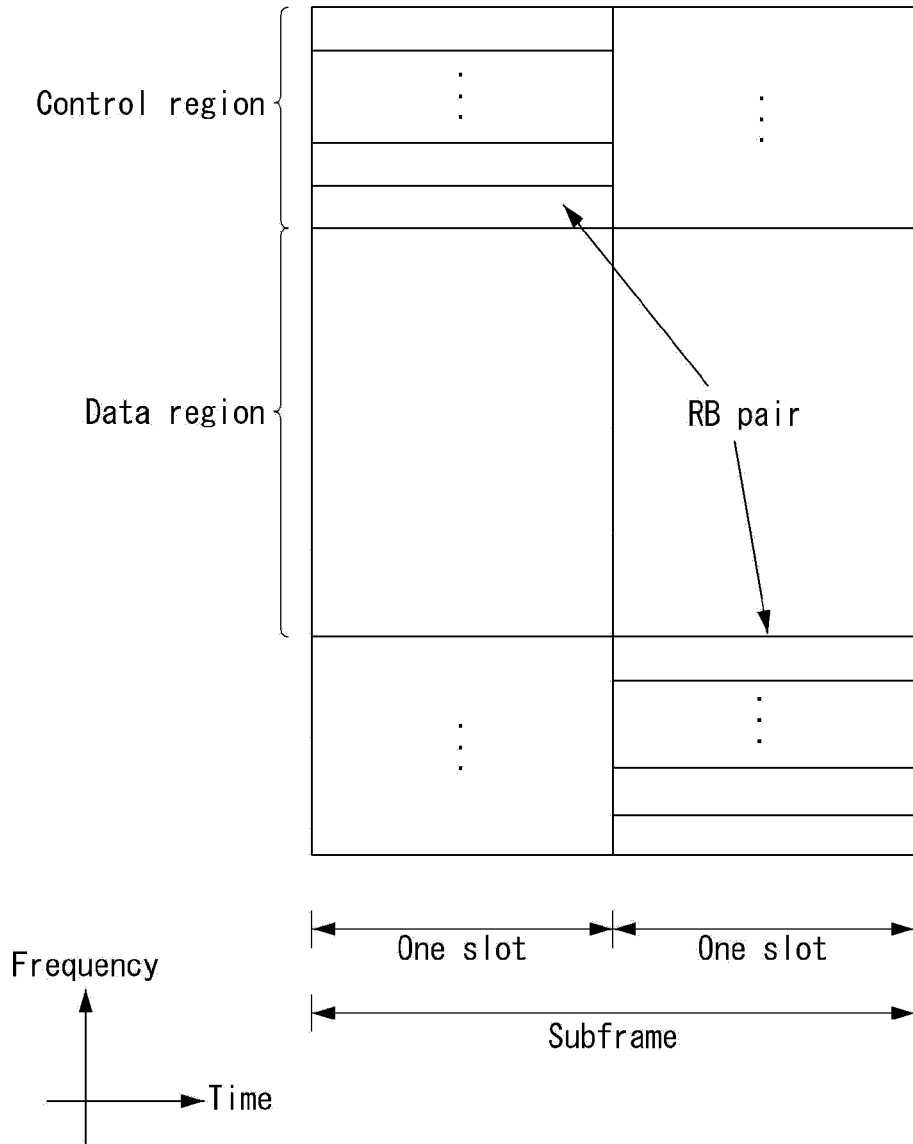 Control region
Data region
RB pair
One slot
One slot
Frequency
Subframe
Time